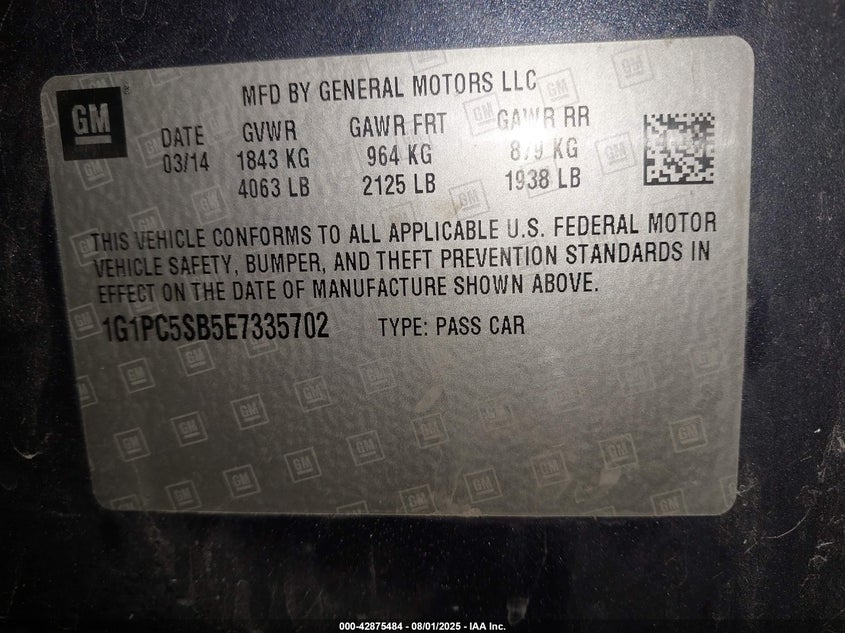 GM
MFD BY GENERAL MOTORS LLC
DATE GVWR GAWR FRT GAWR RR
03/14 1843 KG 964 KG 879 KG
4063 LB 2125 LB 1938 LB
THIS VEHICLE CONFORMS TO ALL APPLICABLE U.S. FEDERAL MOTOR
VEHICLE SAFETY, BUMPER, AND THEFT PREVENTION STANDARDS IN
EFFECT ON THE DATE OF MANUFACTURE SHOWN ABOVE.
1G1PC5SB5E7335702 TYPE: PASS CAR
000-42875484 - 08/01/2025 - IAA Inc.